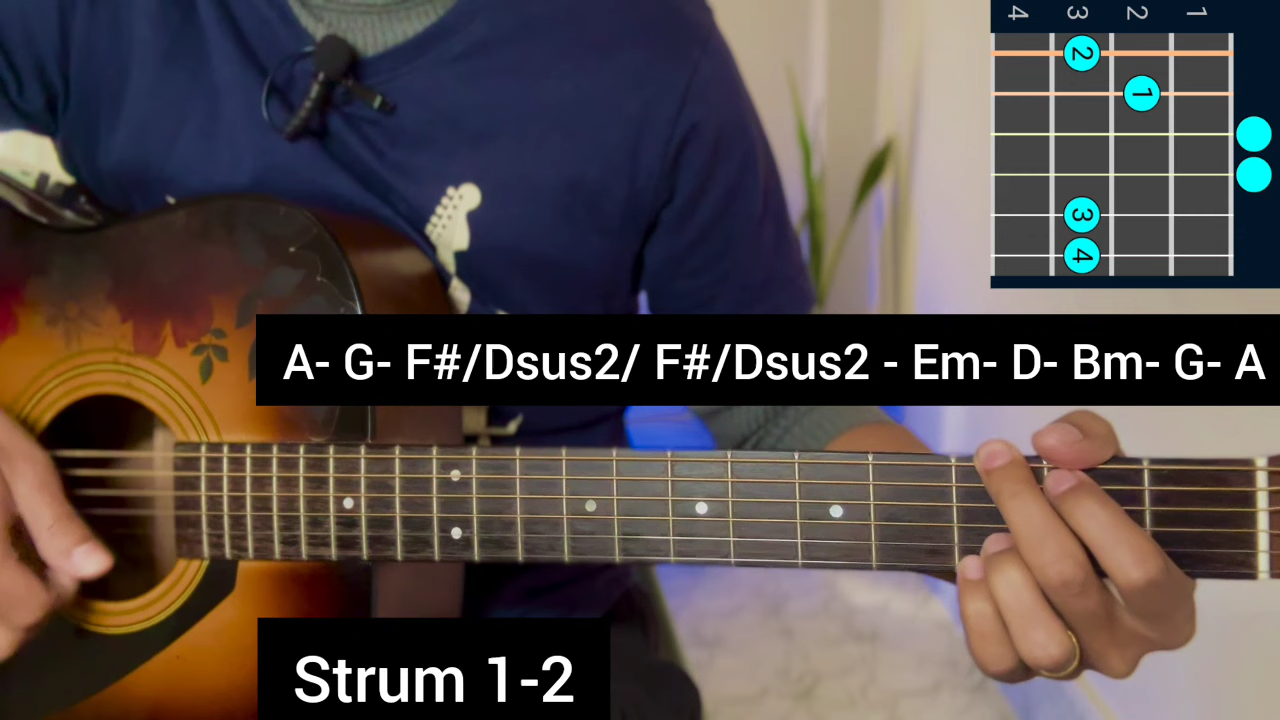 4 3 2 1
2
1
3
4
A- G- F#/Dsus2/ F#/Dsus2 - Em- D- Bm- G- A
Strum 1-2